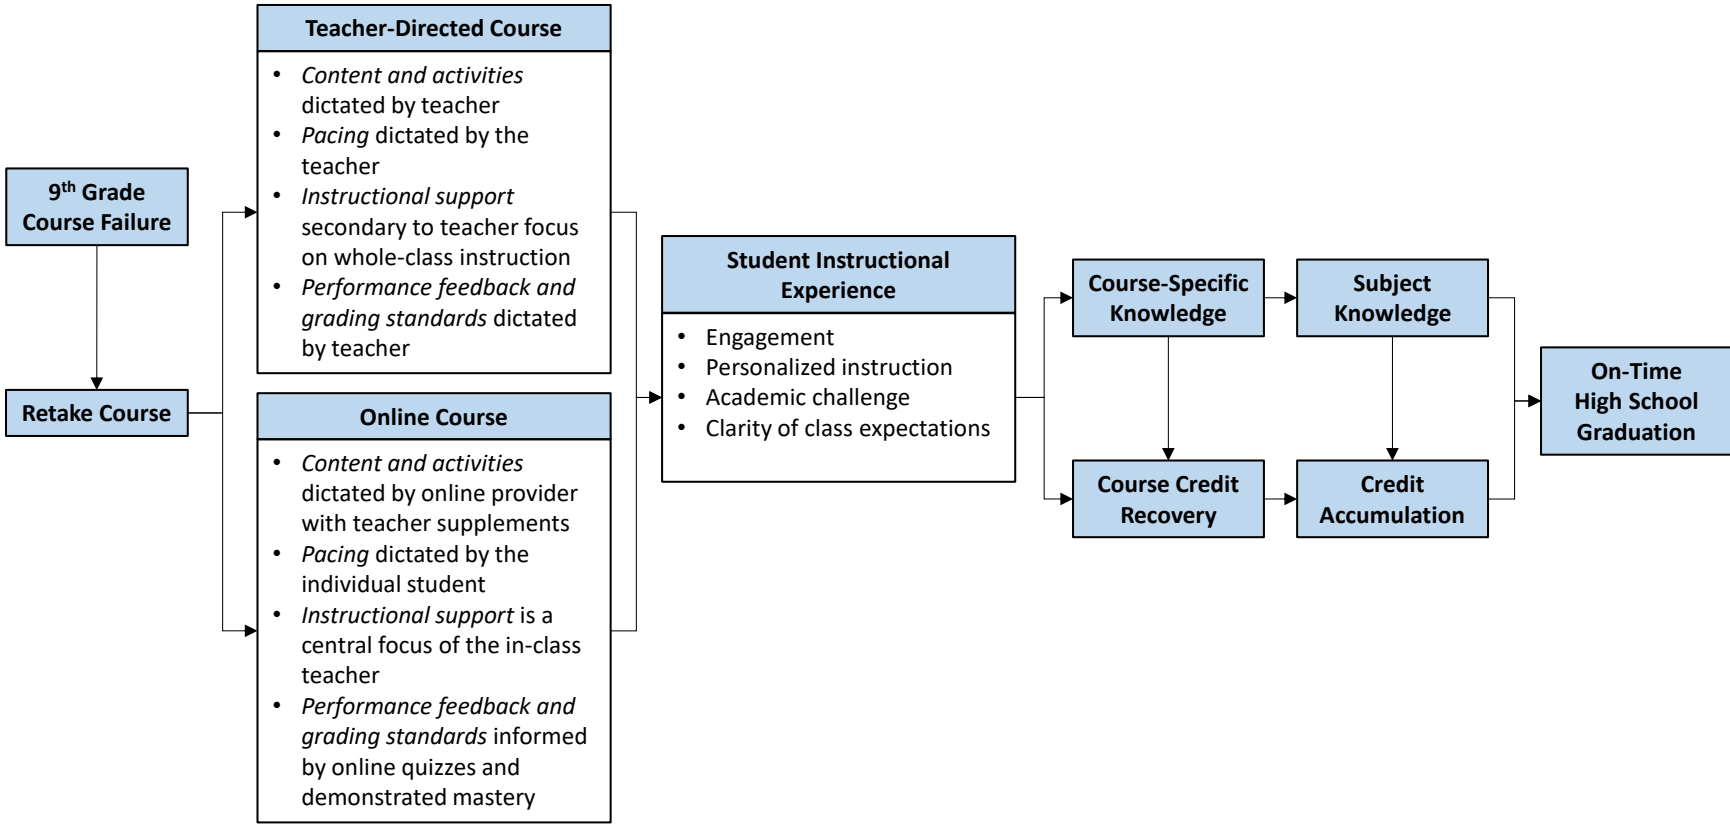 9th Grade
Course Failure
Retake Course
Teacher-Directed Course
• Content and activities
dictated by teacher
• Pacing dictated by the
teacher
• Instructional support
secondary to teacher focus
on whole-class instruction
• Performance feedback and
grading standards dictated
by teacher
Online Course
• Content and activities
dictated by online provider
with teacher supplements
• Pacing dictated by the
individual student
• Instructional support is a
central focus of the in-class
teacher
• Performance feedback and
grading standards informed
by online quizzes and
demonstrated mastery
Student Instructional
Experience
• Engagement
• Personalized instruction
• Academic challenge
• Clarity of class expectations
Course-Specific
Knowledge
Subject
Knowledge
Course Credit
Recovery
Credit
Accumulation
On-Time
High School
Graduation